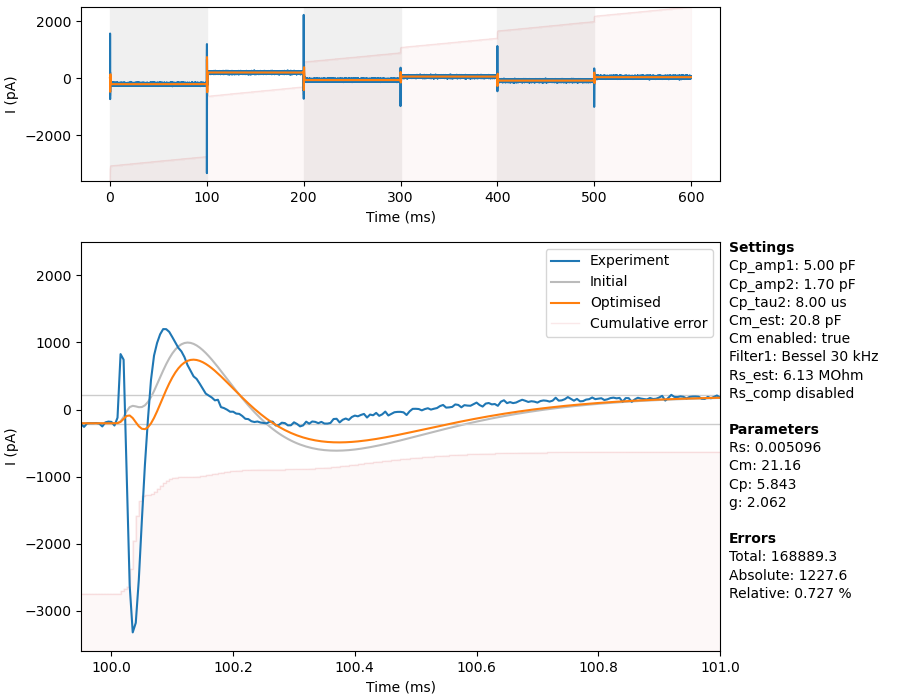 2000
0
−2000
I (pA)
0
100
200
300
400
500
600
Time (ms)
2000
1000
0
−1000
−2000
−3000
I (pA)
100.0
100.2
100.4
100.6
100.8
101.0
Time (ms)
Experiment
Initial
Optimised
Cumulative error
Settings
Cp_amp1: 5.00 pF
Cp_amp2: 1.70 pF
Cp_tau2: 8.00 us
Cm_est: 20.8 pF
Cm enabled: true
Filter1: Bessel 30 kHz
Rs_est: 6.13 MOhm
Rs_comp disabled
Parameters
Rs: 0.005096
Cm: 21.16
Cp: 5.843
g: 2.062
Errors
Total: 168889.3
Absolute: 1227.6
Relative: 0.727 %